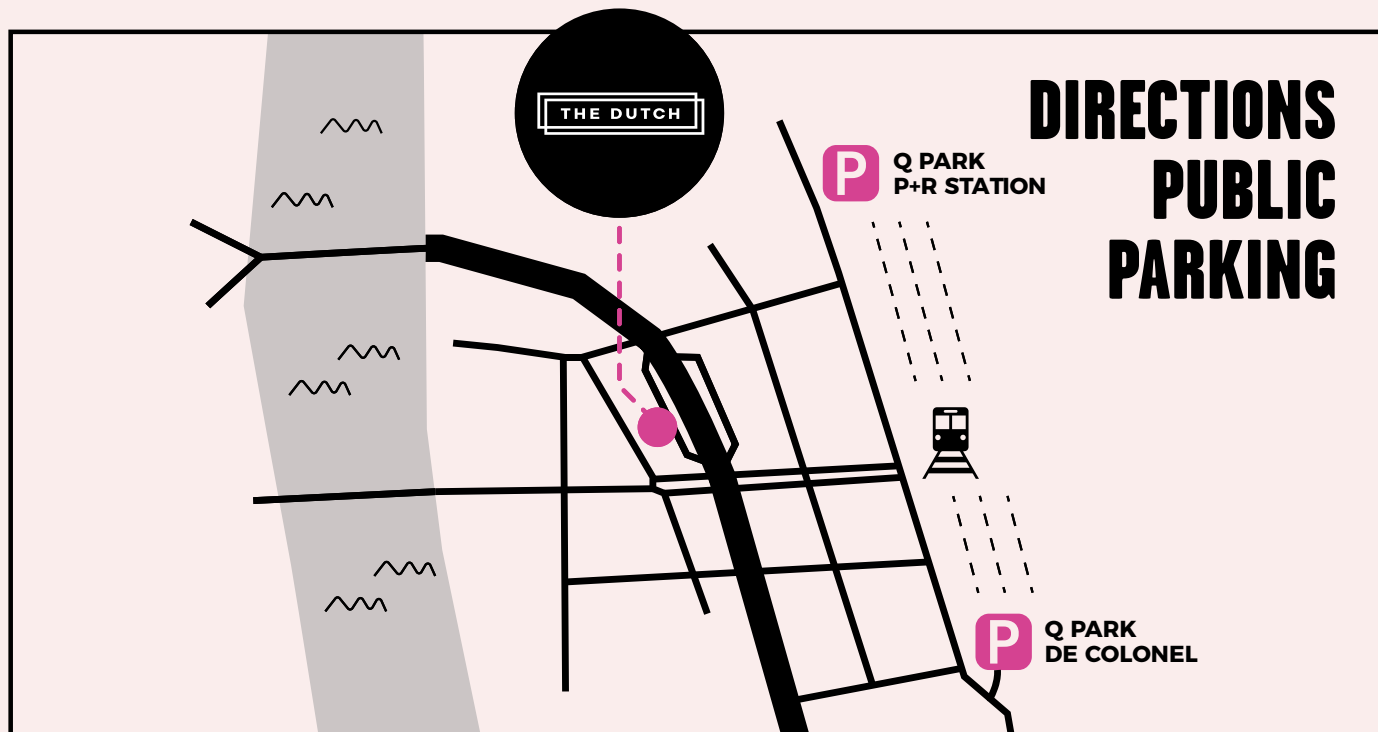 THE DUTCH
DIRECTIONS
PUBLIC
PARKING
P
Q PARK
P+R STATION
P
Q PARK
DE COLONEL